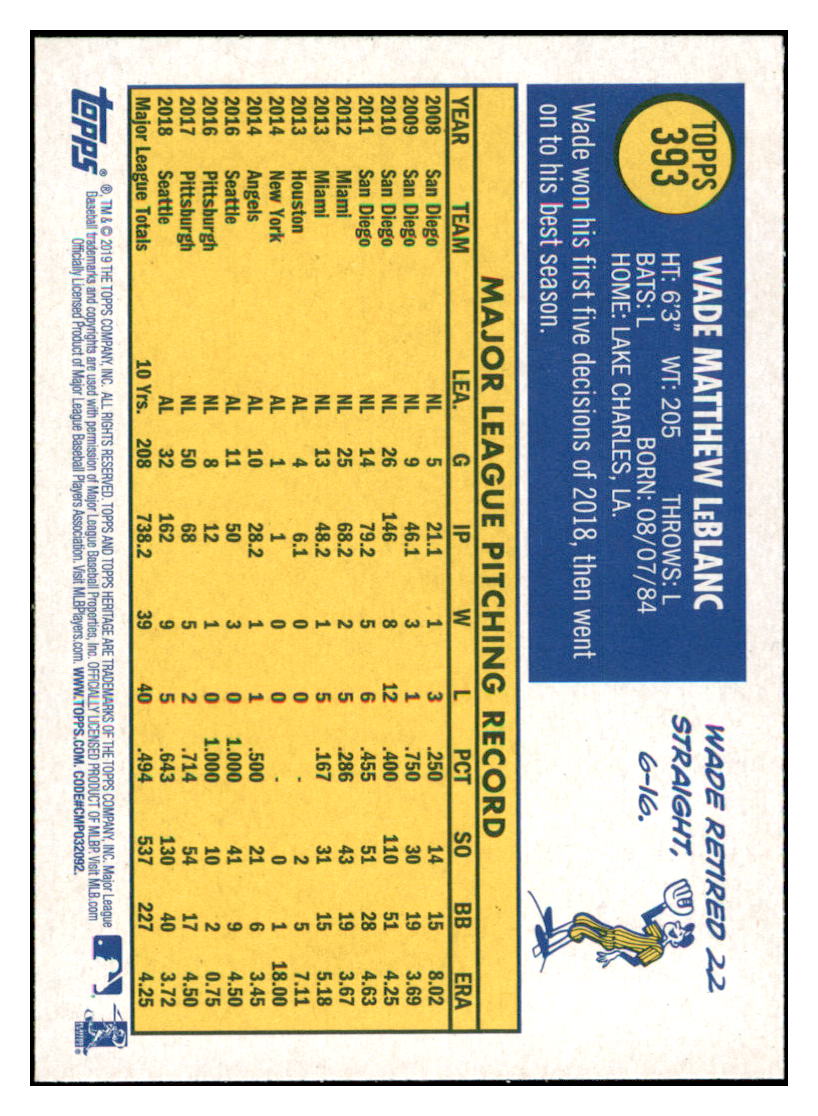 TOPPS
393
WADE MATTHEW LeBLANC
HT: 6'3" WT: 205 THROWS: L
BATS: L BORN: 08/07/84
HOME: LAKE CHARLES, LA.
Wade won his first five decisions of 2018, then went
on to his best season.
WADE RETIRED 22
STRAIGHT,
6-16.
MAJOR LEAGUE PITCHING RECORD
YEAR TEAM LEA. G IP W L PCT SO BB ERA
2008 San Diego NL 5 21.1 1 3 .250 14 15 8.02
2009 San Diego NL 9 46.1 3 1 .750 30 19 3.69
2010 San Diego NL 26 146 8 12 .400 110 51 4.25
2011 San Diego NL 14 79.2 5 6 .455 51 28 4.63
2012 Miami NL 25 68.2 2 5 .286 43 19 3.67
2013 Miami NL 13 48.2 1 5 .167 31 15 5.18
2013 Houston AL 4 6.1 0 0 - 2 5 7.11
2014 New York AL 1 1 0 0 - 0 1 18.00
2014 Angels AL 10 28.2 1 1 .500 21 6 3.45
2016 Seattle AL 11 50 3 0 1.000 41 9 4.50
2016 Pittsburgh NL 8 12 1 0 1.000 10 2 0.75
2017 Pittsburgh NL 50 68 5 2 .714 54 17 4.50
2018 Seattle AL 32 162 9 5 .643 130 40 3.72
Major League Totals 10 Yrs. 208 738.2 39 40 .494 537 227 4.25
topps ®
®, TM & © 2019 THE TOPPS COMPANY, INC. ALL RIGHTS RESERVED. TOPPS AND TOPPS HERITAGE ARE TRADEMARKS OF THE TOPPS COMPANY, INC. Major League
Baseball trademarks and copyrights are used with permission of Major League Baseball Properties, Inc. OFFICIALLY LICENSED PRODUCT OF MLBP. Visit MLB.com
Officially Licensed Product of Major League Baseball Players Association. Visit MLBPlayers.com. WWW.TOPPS.COM. CODE#CMP032092.